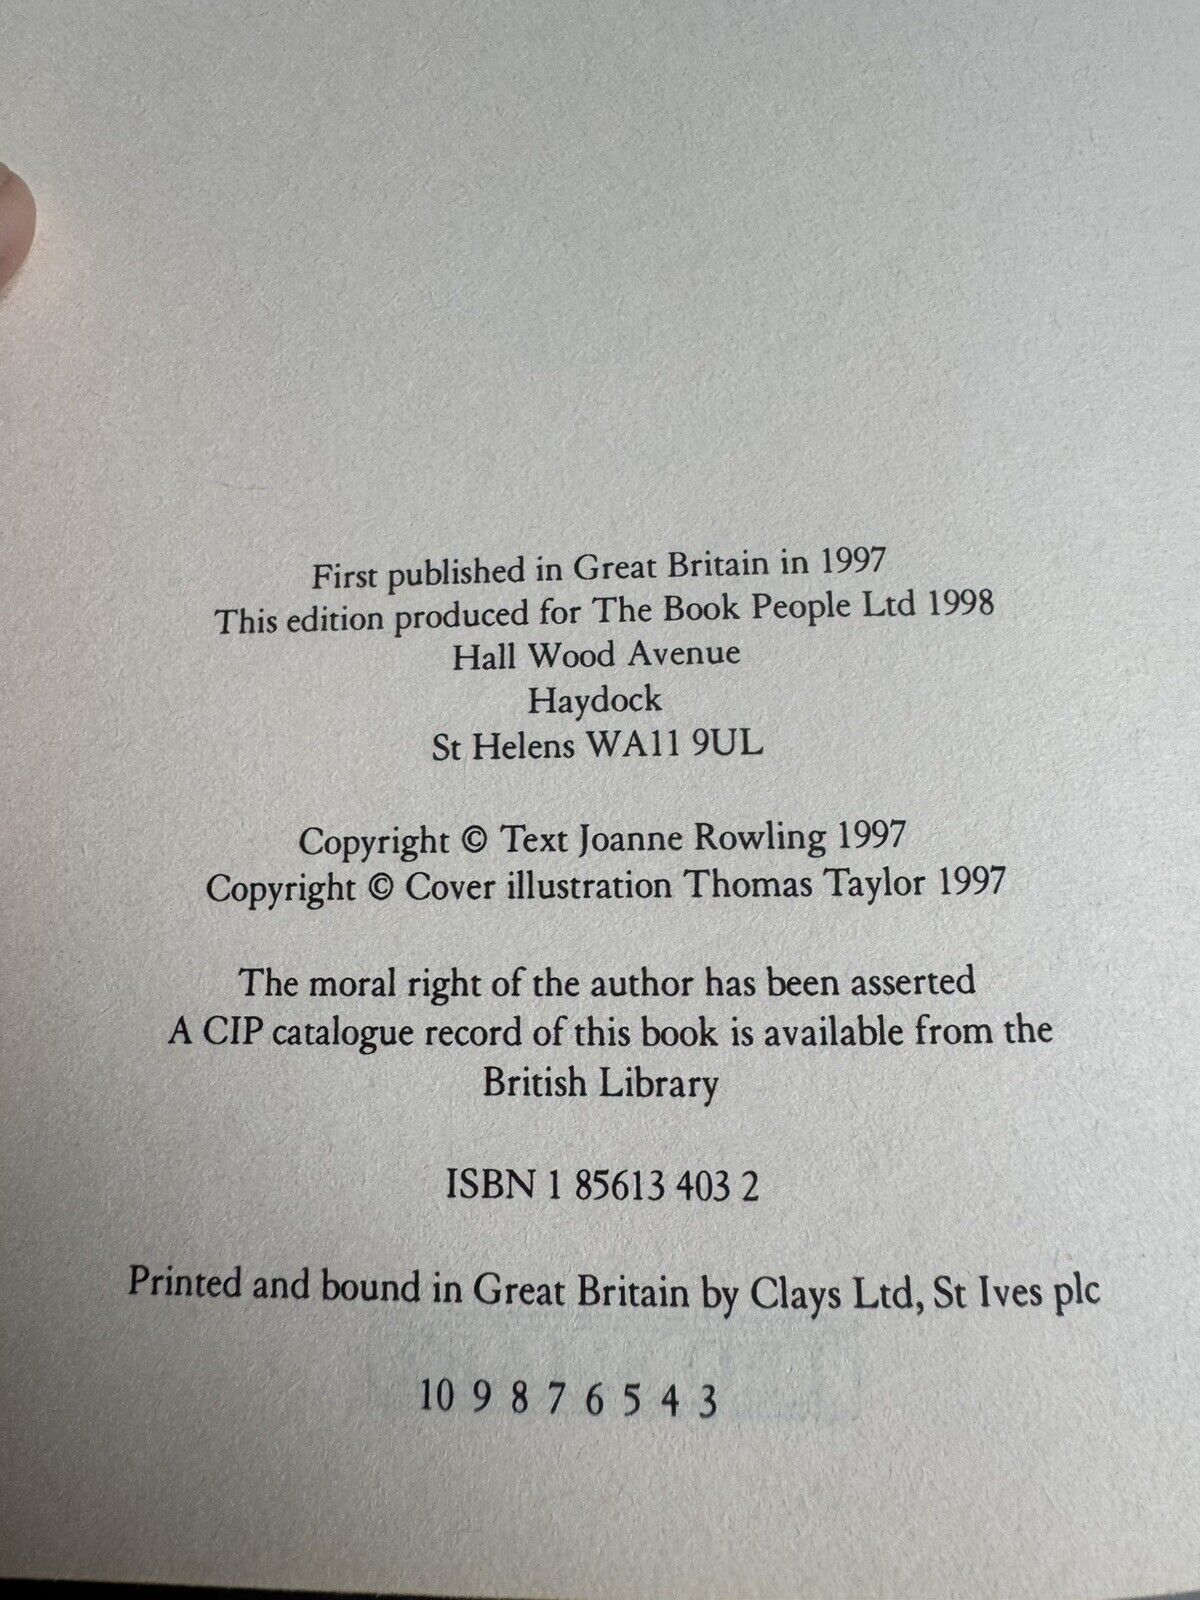 First published in Great Britain in 1997
This edition produced for The Book People Ltd 1998
Hall Wood Avenue
Haydock
St Helens WA11 9UL
Copyright © Text Joanne Rowling 1997
Copyright © Cover illustration Thomas Taylor 1997
The moral right of the author has been asserted
A CIP catalogue record of this book is available from the
British Library
ISBN 1 85613 403 2
Printed and bound in Great Britain by Clays Ltd, St Ives plc
10 9 8 7 6 5 4 3